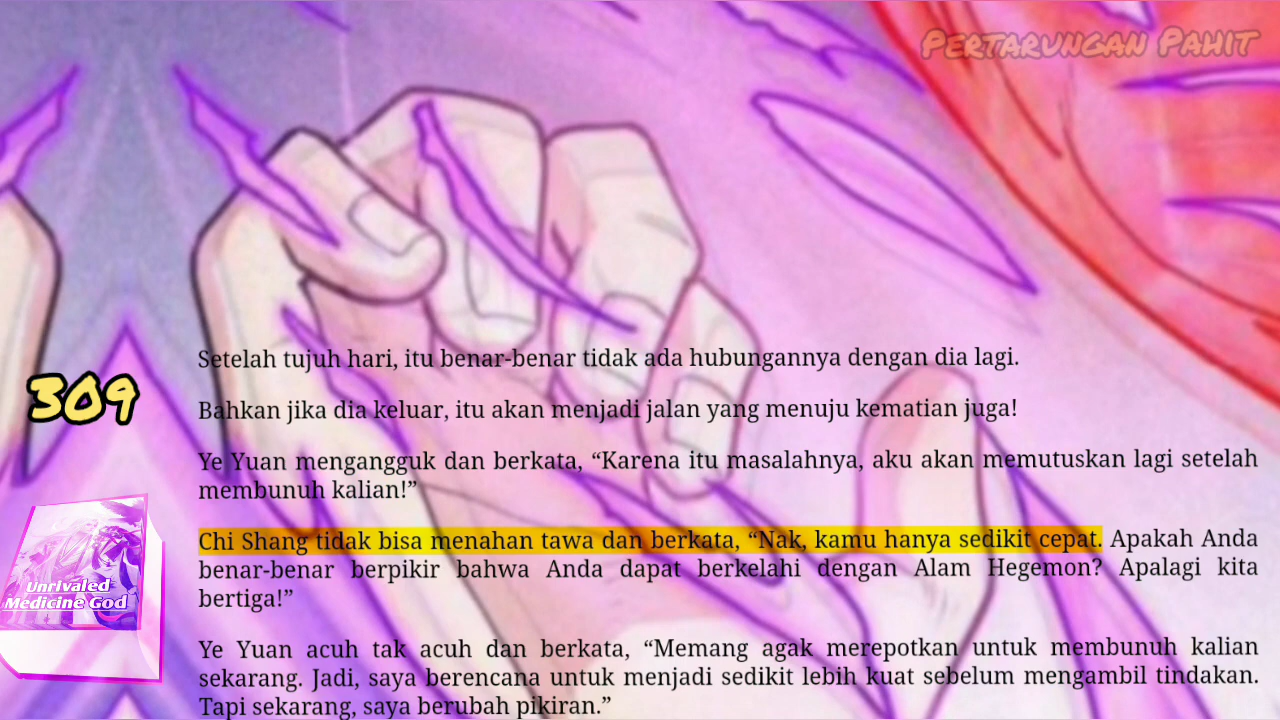 Pertarungan Pahit
Setelah tujuh hari, itu benar-benar tidak ada hubungannya dengan dia lagi.
Bahkan jika dia keluar, itu akan menjadi jalan yang menuju kematian juga!
Ye Yuan mengangguk dan berkata, “Karena itu masalahnya, aku akan memutuskan lagi setelah
membunuh kalian!”
Chi Shang tidak bisa menahan tawa dan berkata, “Nak, kamu hanya sedikit cepat. Apakah Anda
benar-benar berpikir bahwa Anda dapat berkelahi dengan Alam Hegemon? Apalagi kita
bertiga!”
Ye Yuan acuh tak acuh dan berkata, “Memang agak merepotkan untuk membunuh kalian
sekarang. Jadi, saya berencana untuk menjadi sedikit lebih kuat sebelum mengambil tindakan.
Tapi sekarang, saya berubah pikiran.”
309
Unrivaled
Medicine God